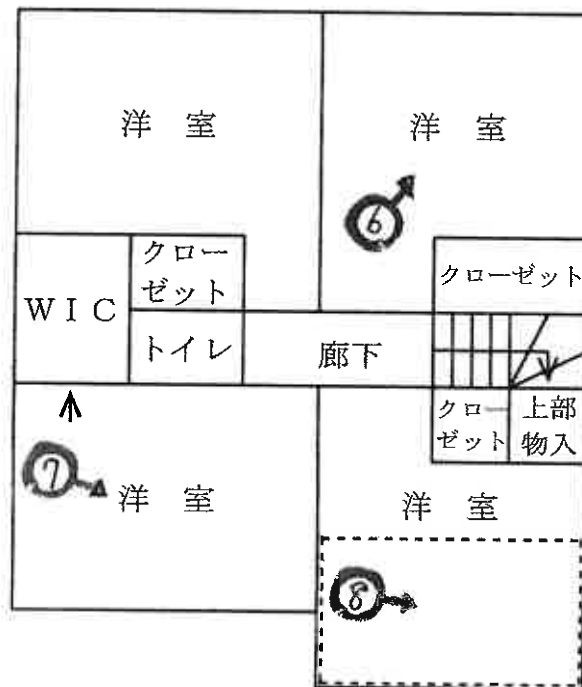 洋 室
洋 室
⑥
クロー
ゼット
クローゼット
WIC
トイレ
廊下
クロー
ゼット
上部
物入
⑦
洋 室
洋 室
⑧